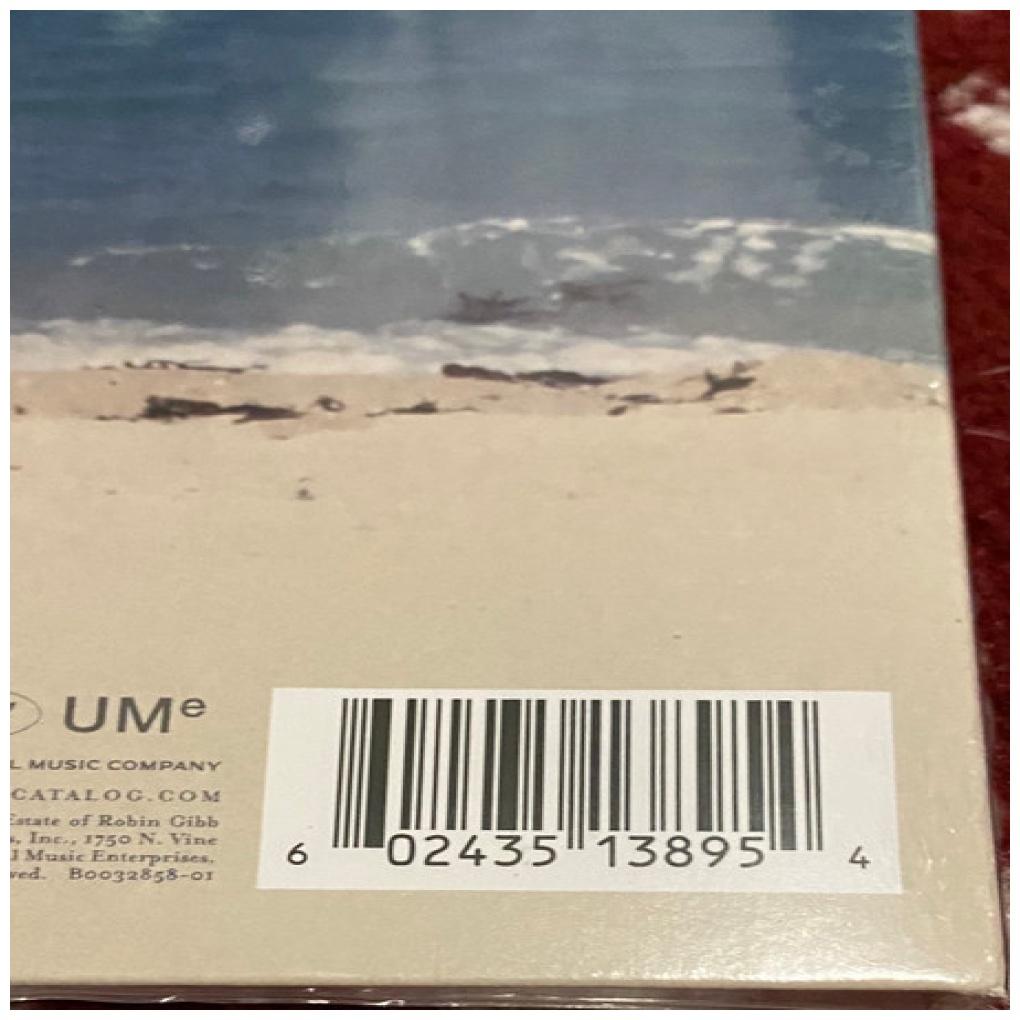 UMe
L MUSIC COMPANY
CATALOG.COM
Estate of Robin Gibb
, Inc., 1750 N. Vine
l Music Enterprises.
ved. B0032858-01
6 02435 13895 4